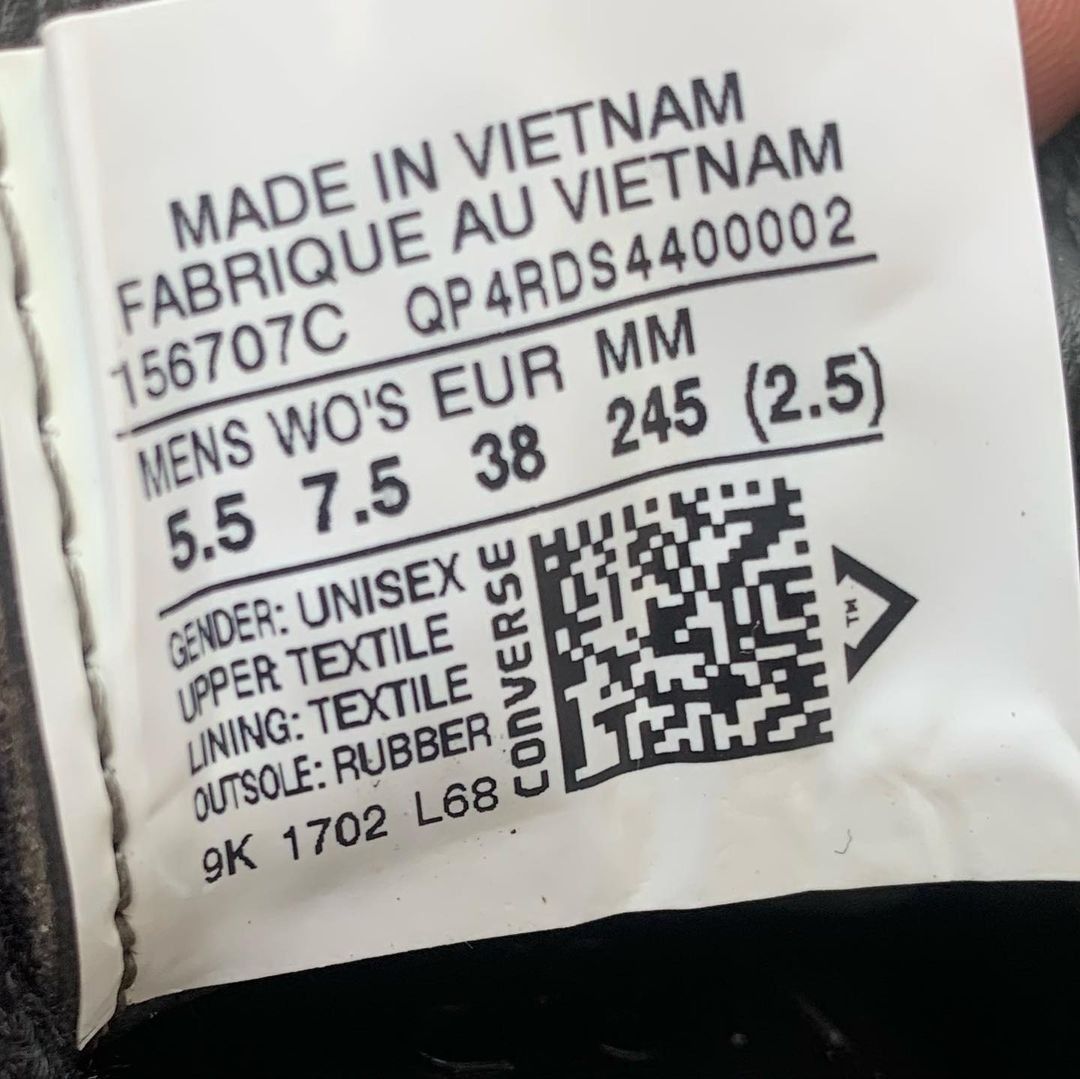 MADE IN VIETNAM
FABRIQUE AU VIETNAM
156707C QP4RDS4400002
MENS WO'S EUR MM
5.5 7.5 38 245 (2.5)
GENDER: UNISEX
UPPER: TEXTILE
LINING: TEXTILE
OUTSOLE: RUBBER
9K 1702 L68
CONVERSE
TM